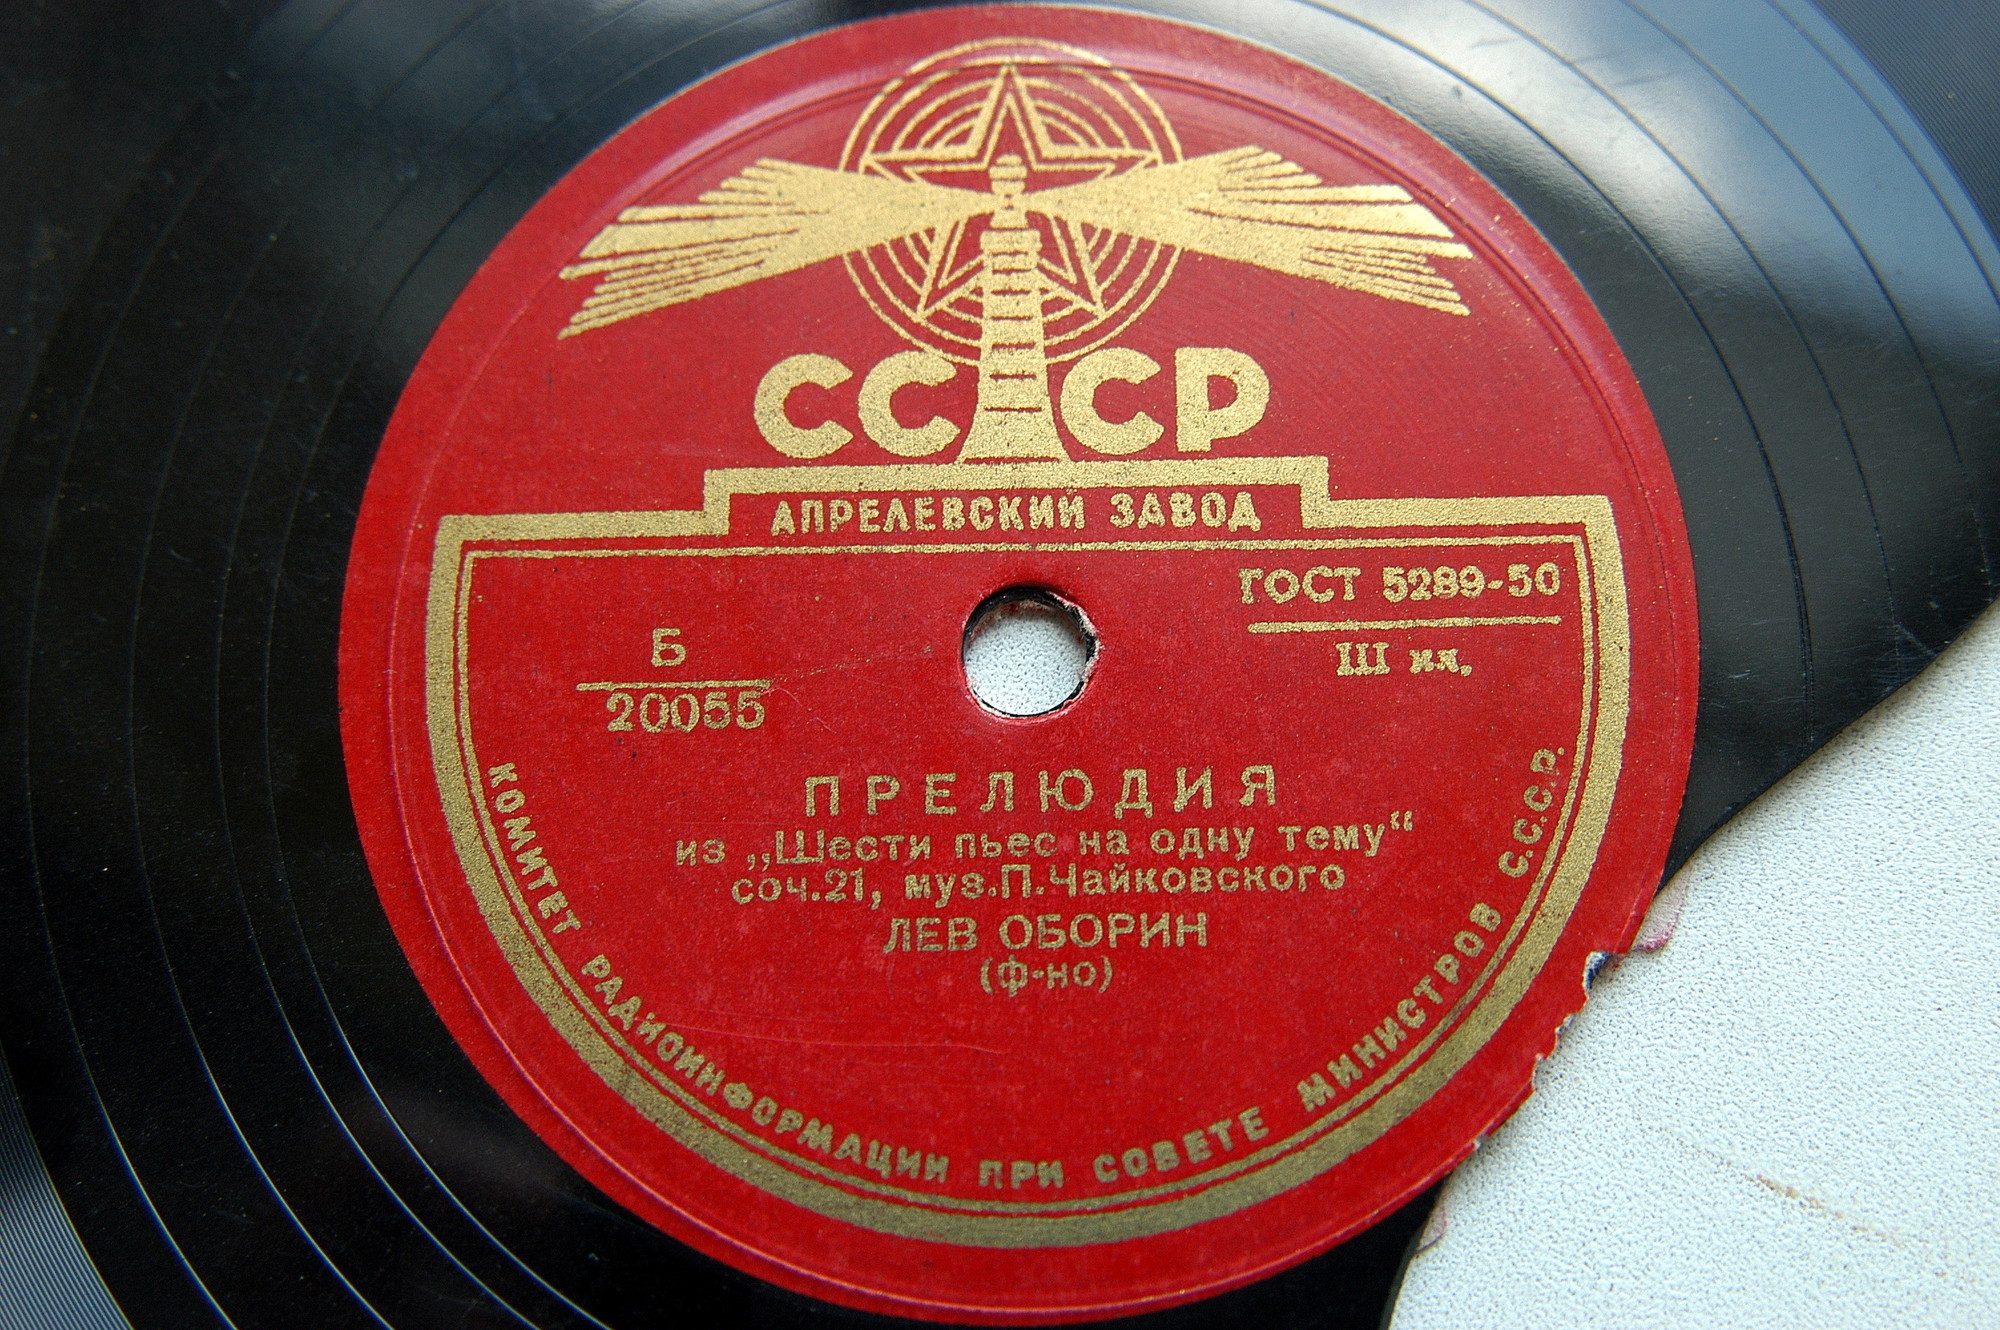 СССР
АПРЕЛЕВСКИЙ ЗАВОД
ГОСТ 5289-50
III кл.
Б
20055
ПРЕЛЮДИЯ
из „Шести пьес на одну тему“
соч.21, муз.П.Чайковского
ЛЕВ ОБОРИН
(ф-но)
КОМИТЕТ РАДИОИНФОРМАЦИИ ПРИ СОВЕТЕ МИНИСТРОВ С.С.С.Р.